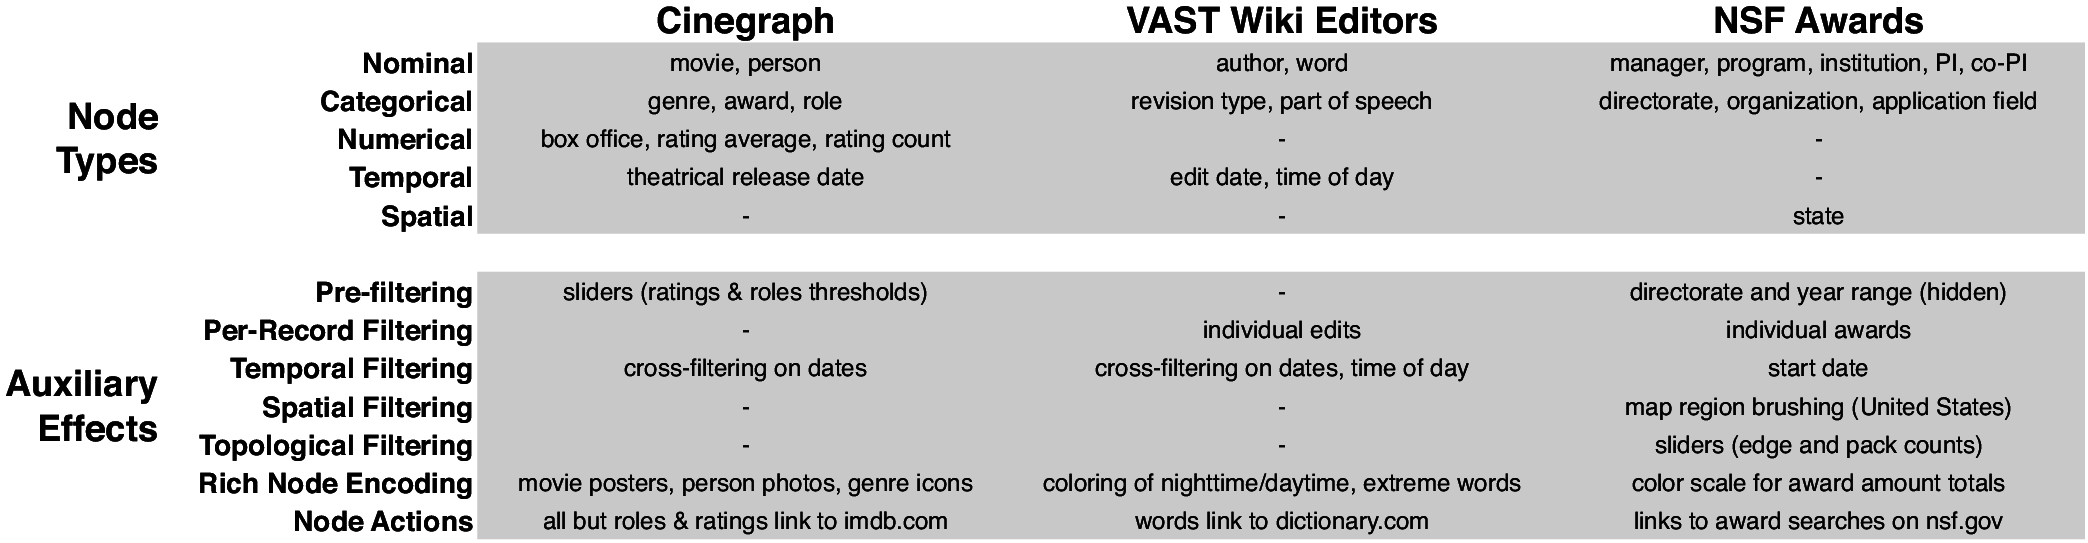 Cinegraph VAST Wiki Editors NSF Awards
Node Types
Nominal movie, person author, word manager, program, institution, PI, co-PI
Categorical genre, award, role revision type, part of speech directorate, organization, application field
Numerical box office, rating average, rating count - -
Temporal theatrical release date edit date, time of day -
Spatial - - state
Auxiliary Effects
Pre-filtering sliders (ratings & roles thresholds) - directorate and year range (hidden)
Per-Record Filtering - individual edits individual awards
Temporal Filtering cross-filtering on dates cross-filtering on dates, time of day start date
Spatial Filtering - - map region brushing (United States)
Topological Filtering - - sliders (edge and pack counts)
Rich Node Encoding movie posters, person photos, genre icons coloring of nighttime/daytime, extreme words color scale for award amount totals
Node Actions all but roles & ratings link to imdb.com words link to dictionary.com links to award searches on nsf.gov